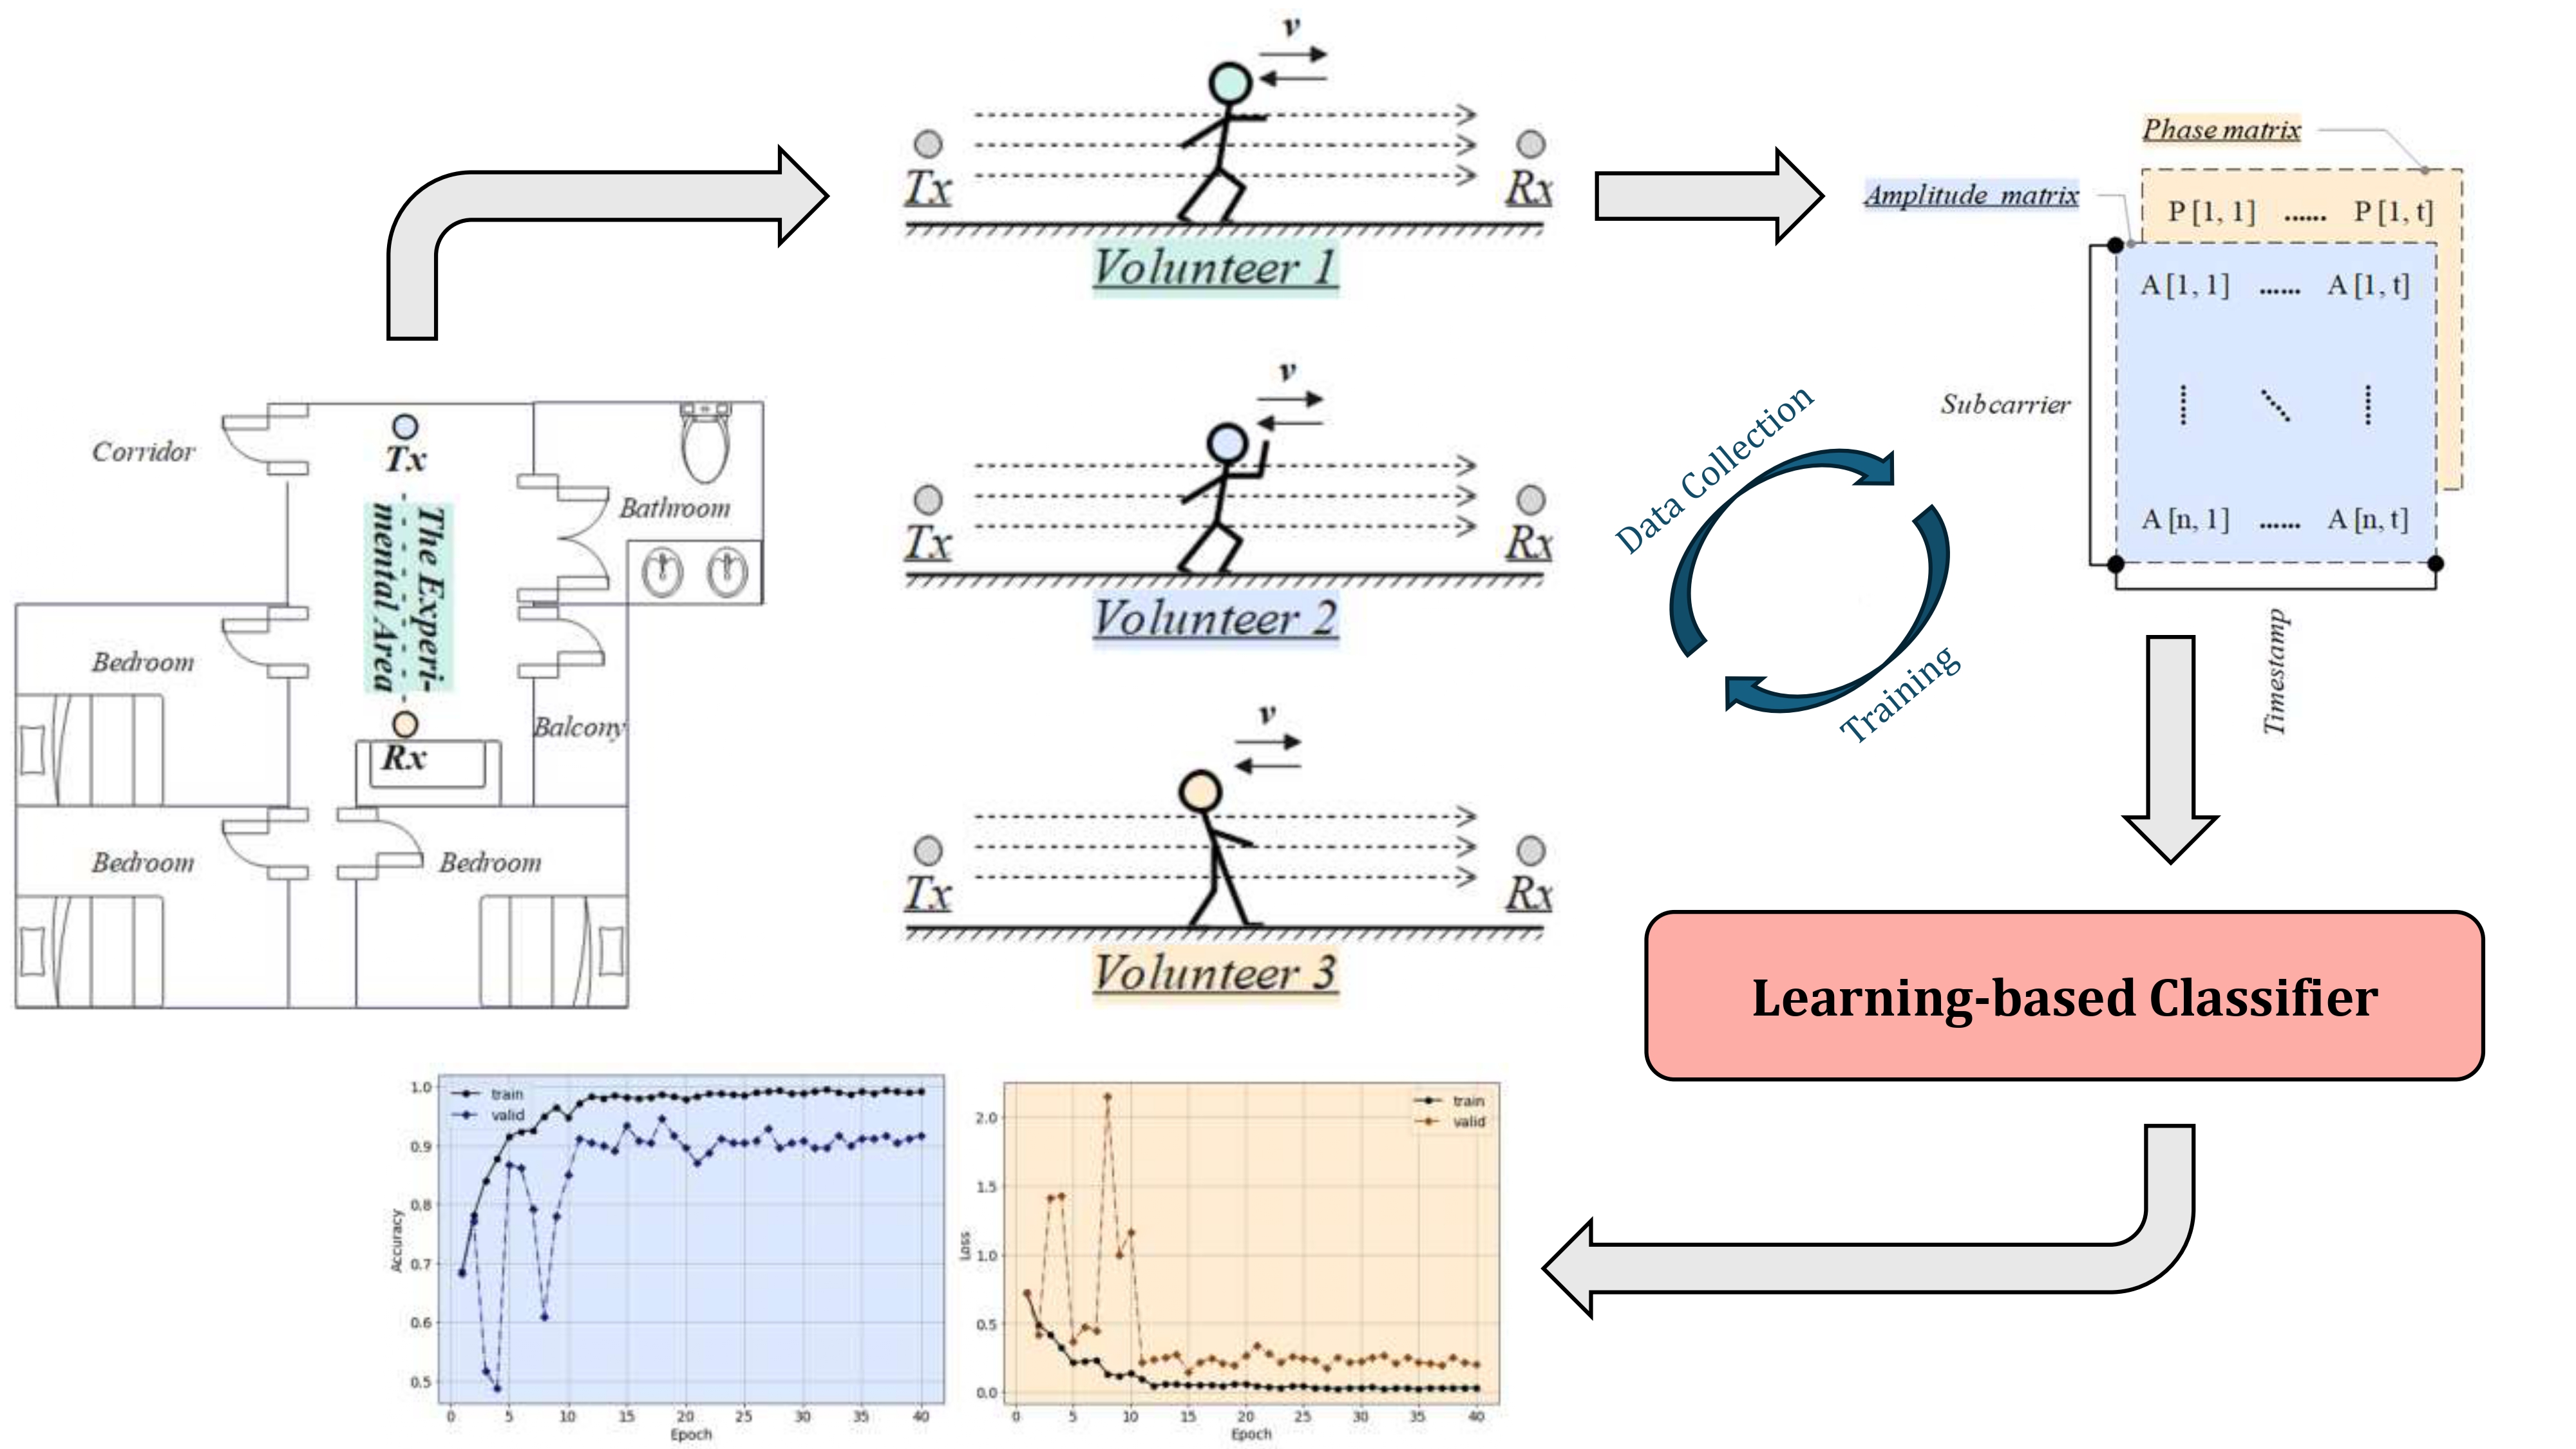 v
Tx
Rx
Volunteer 1
v
Tx
Rx
Volunteer 2
v
Tx
Rx
Volunteer 3
Corridor
Tx
The Experi-
mental Area
Bathroom
Bedroom
Balcony
Rx
Bedroom
Bedroom
Data Collection
Training
Phase matrix
Amplitude matrix
P [1, 1] ...... P [1, t]
A [1, 1] ...... A [1, t]
Subcarrier
A [n, 1] ...... A [n, t]
Timestamp
Learning-based Classifier
train
valid
Accuracy
1.0
0.9
0.8
0.7
0.6
0.5
0 5 10 15 20 25 30 35 40
Epoch
train
valid
Loss
2.0
1.5
1.0
0.5
0.0
0 5 10 15 20 25 30 35 40
Epoch